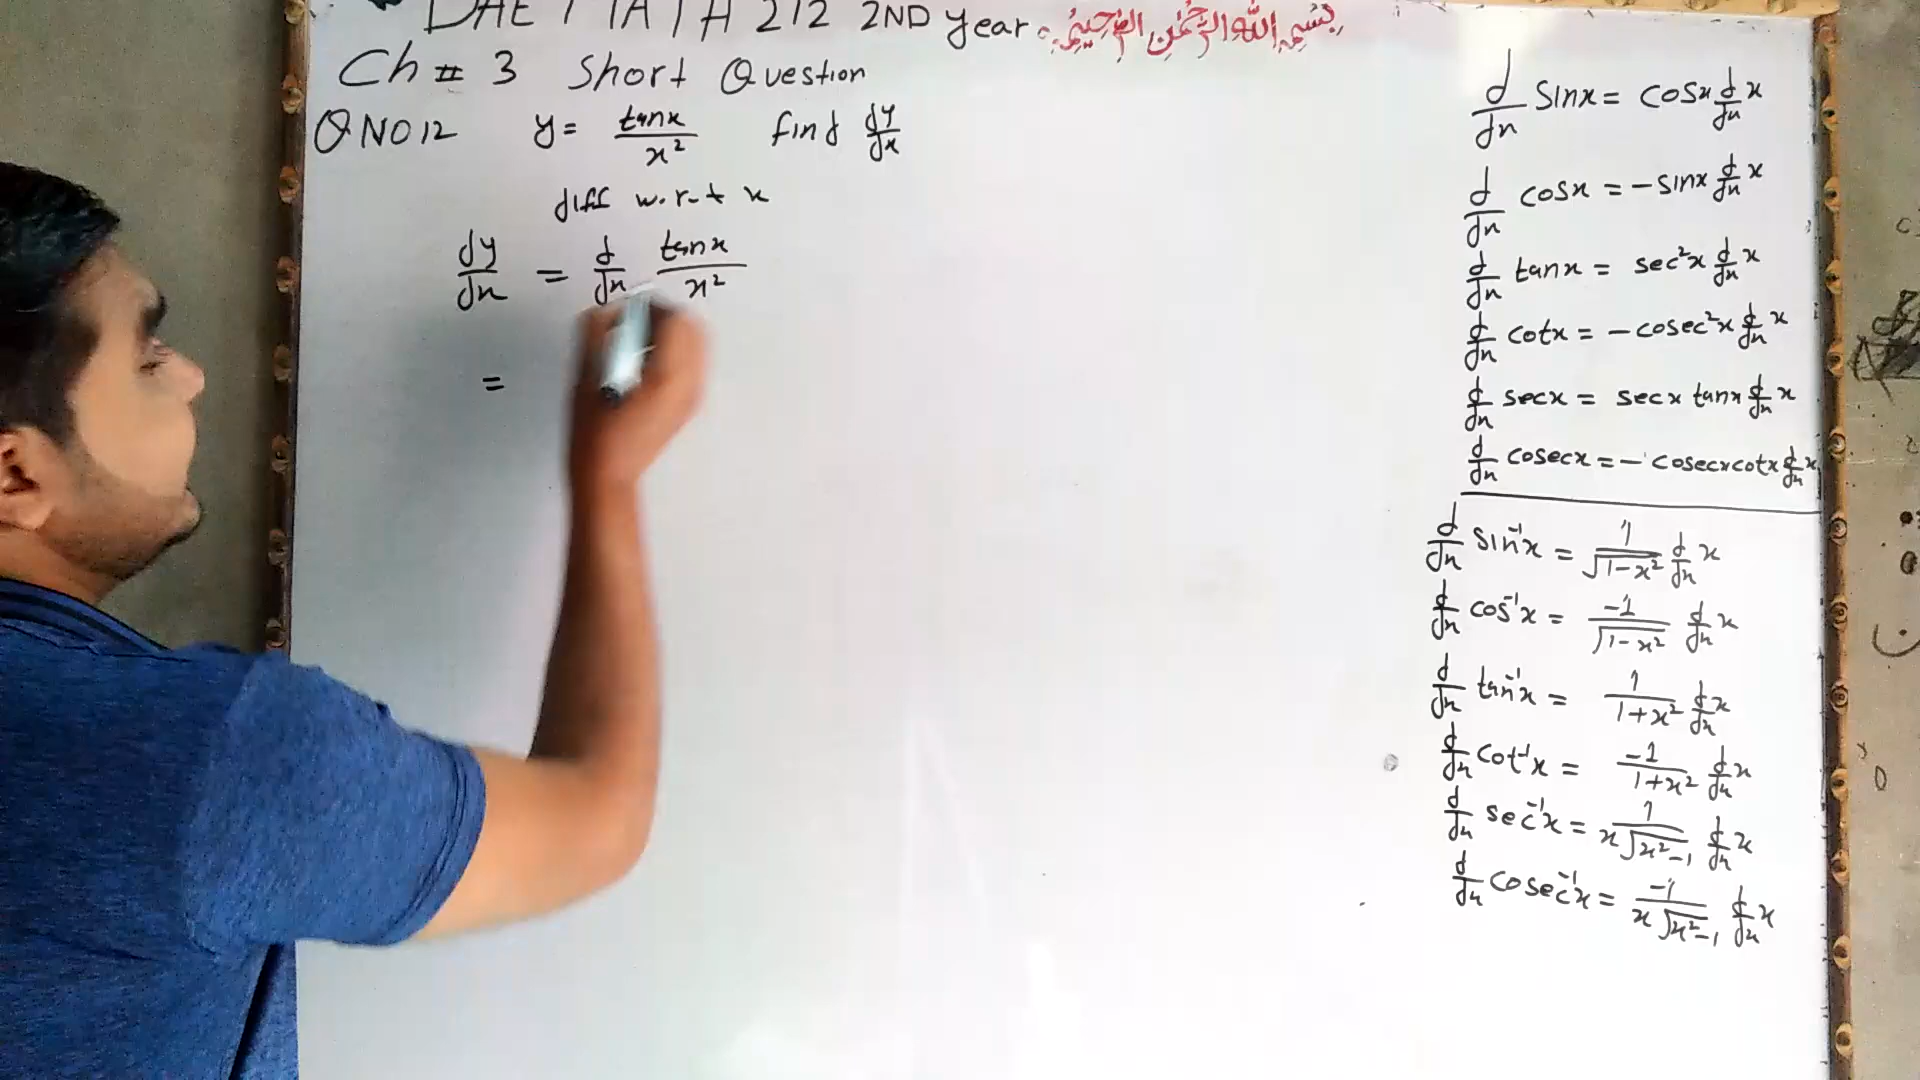 DAE MATH 212 2ND Year. بِسْمِ اللهِ الرَّحْمٰنِ الرَّحِيْمِ
Ch # 3 Short Question
Q NO 12 y = tanx/x² find dy/dx
diff w.r.t x
dy/dx = d/dx tanx/x²
=
d/dx sinx = cosx d/dx x
d/dx cosx = -sinx d/dx x
d/dx tanx = sec²x d/dx x
d/dx cotx = -cosec²x d/dx x
d/dx secx = secx tanx d/dx x
d/dx cosecx = -cosecxcotx d/dx x
d/dx sin⁻¹x = 1/√(1-x²) d/dx x
d/dx cos⁻¹x = -1/√(1-x²) d/dx x
d/dx tan⁻¹x = 1/(1+x²) d/dx x
d/dx cot⁻¹x = -1/(1+x²) d/dx x
d/dx sec⁻¹x = 1/(x√(x²-1)) d/dx x
d/dx cosec⁻¹x = -1/(x√(x²-1)) d/dx x